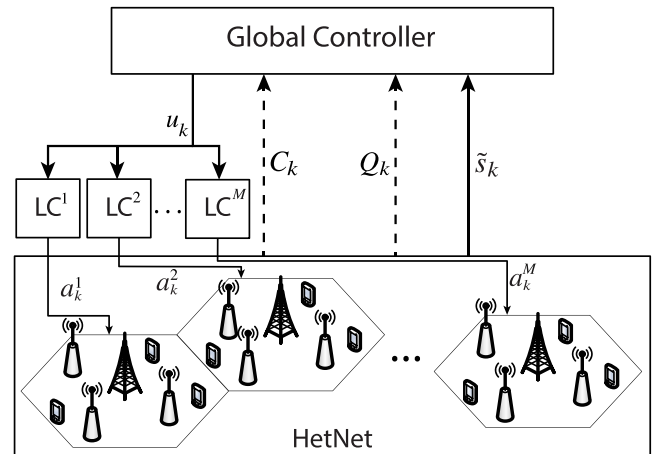 Global Controller
u_k
C_k
Q_k
s̃_k
LC^1
LC^2
...
LC^M
a_k^1
a_k^2
a_k^M
...
HetNet